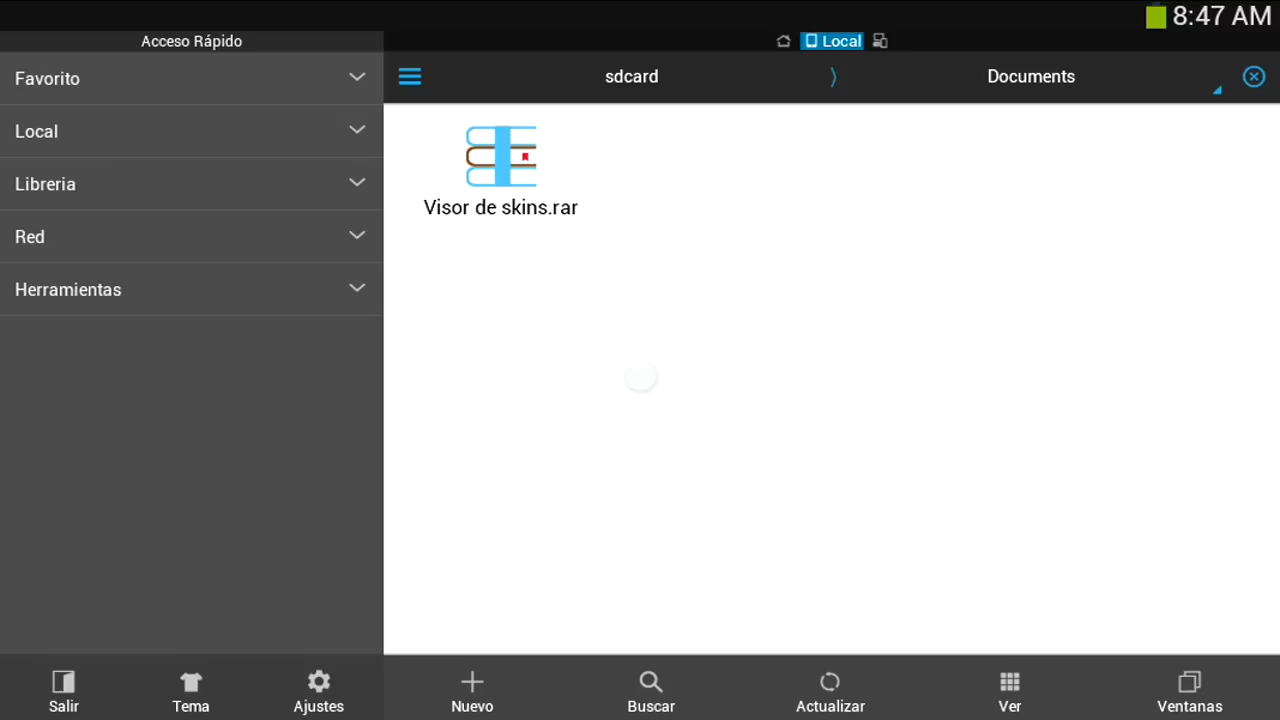 8:47 AM
Acceso Rápido
Local
Favorito
Local
Libreria
Red
Herramientas
sdcard
Documents
Visor de skins.rar
Salir
Tema
Ajustes
Nuevo
Buscar
Actualizar
Ver
Ventanas